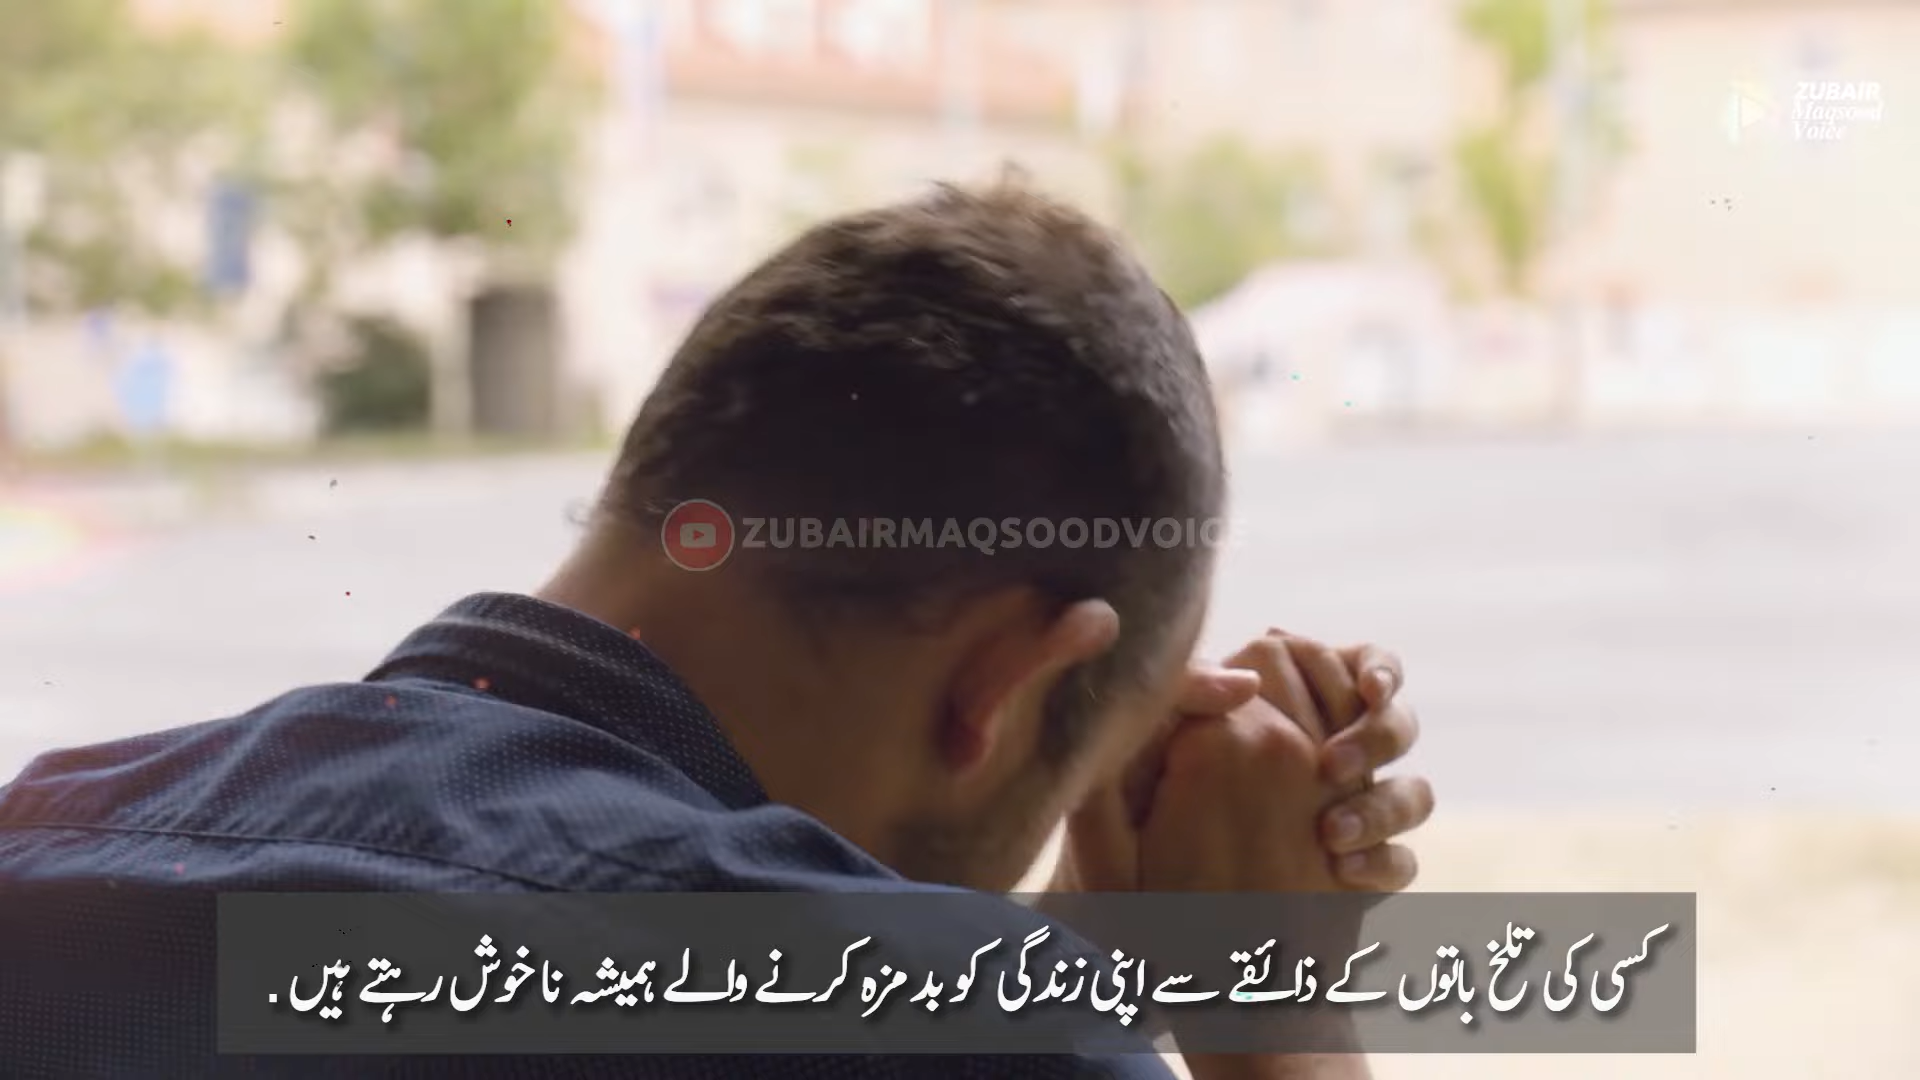 ZUBAIR
Maqsood
Voice
ZUBAIRMAQSOODVOICE
کسی کی تلخ باتوں کے ذائقے سے اپنی زندگی کو بدمزہ کرنے والے ہمیشہ ناخوش رہتے ہیں.